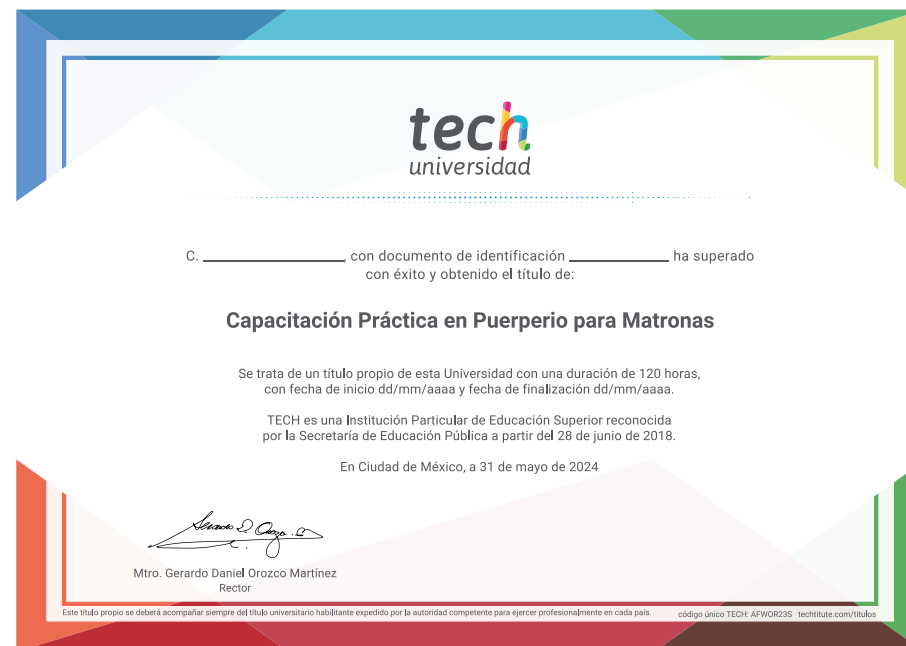 tech
universidad
C. ____________, con documento de identificación ____________ ha superado
con éxito y obtenido el título de:
Capacitación Práctica en Puerperio para Matronas
Se trata de un título propio de esta Universidad con una duración de 120 horas,
con fecha de inicio dd/mm/aaaa y fecha de finalización dd/mm/aaaa.
TECH es una Institución Particular de Educación Superior reconocida
por la Secretaría de Educación Pública a partir del 28 de junio de 2018.
En Ciudad de México, a 31 de mayo de 2024
Mtro. Gerardo Daniel Orozco Martínez
Rector
Este título propio se deberá acompañar siempre del título universitario habilitante expedido por la autoridad competente para ejercer profesionalmente en cada país.
código único TECH: AFWOR23S techtitute.com/titulos